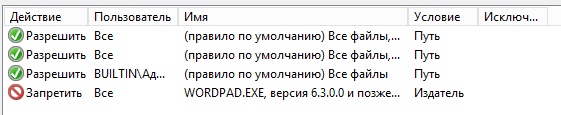 Действие Пользователь Имя Условие Исключ...
Разрешить Все (правило по умолчанию) Все файлы,... Путь
Разрешить Все (правило по умолчанию) Все файлы,... Путь
Разрешить BUILTIN\Ад... (правило по умолчанию) Все файлы Путь
Запретить Все WORDPAD.EXE, версия 6.3.0.0 и позже... Издатель